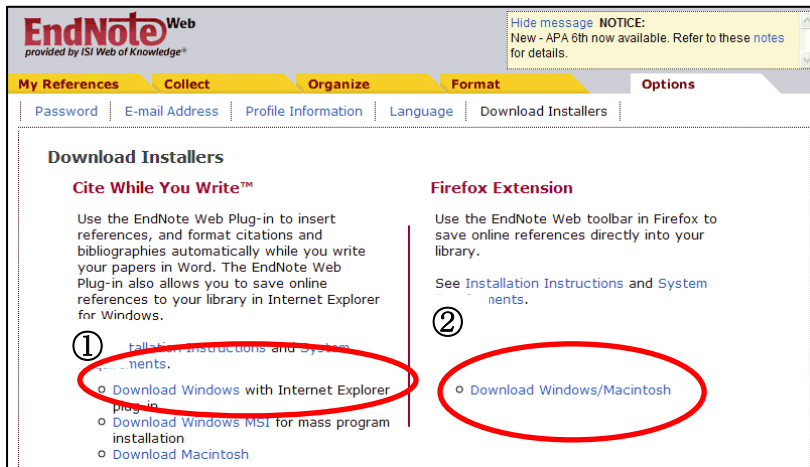 EndNote Web
provided by ISI Web of Knowledge®
Hide message NOTICE:
New - APA 6th now available. Refer to these notes
for details.
My References Collect Organize Format Options
Password E-mail Address Profile Information Language Download Installers
Download Installers
Cite While You Write™
Use the EndNote Web Plug-in to insert
references, and format citations and
bibliographies automatically while you write
your papers in Word. The EndNote Web
Plug-in also allows you to save online
references to your library in Internet Explorer
for Windows.
①
tallation Instructions and System
ments.
Download Windows with Internet Explorer
plug-in
Download Windows MSI for mass program
installation
Download Macintosh
Firefox Extension
Use the EndNote Web toolbar in Firefox to
save online references directly into your
library.
See Installation Instructions and System
ments.
②
Download Windows/Macintosh